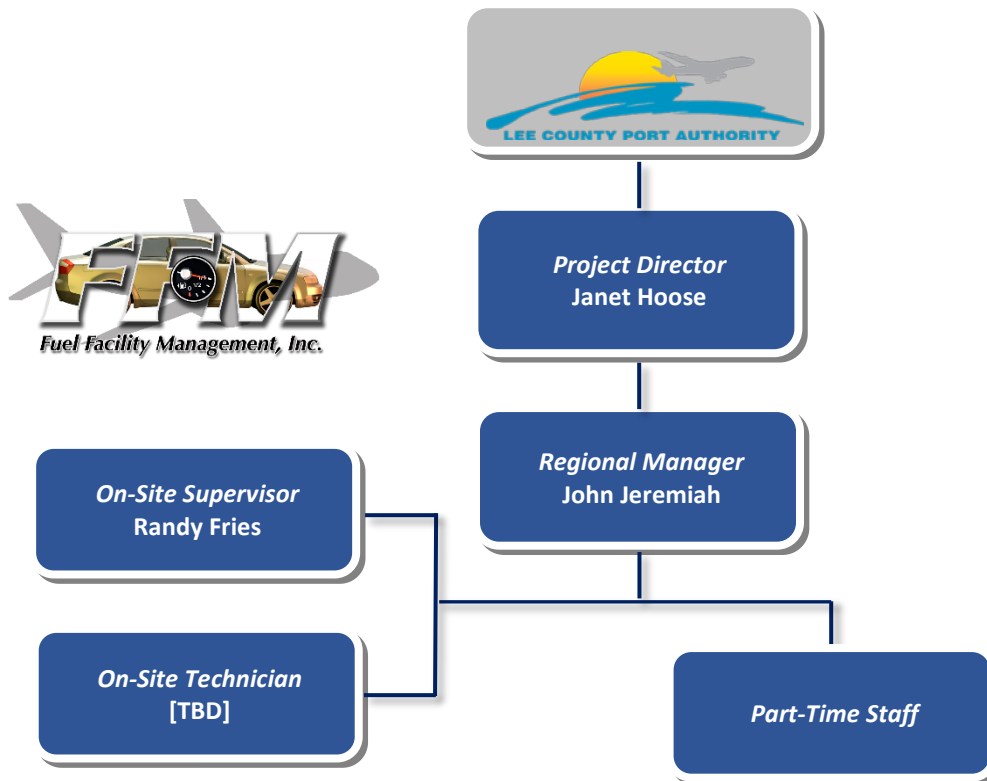 LEE COUNTY PORT AUTHORITY
Project Director
Janet Hoose
FFM
Fuel Facility Management, Inc.
Regional Manager
John Jeremiah
On-Site Supervisor
Randy Fries
On-Site Technician
[TBD]
Part-Time Staff